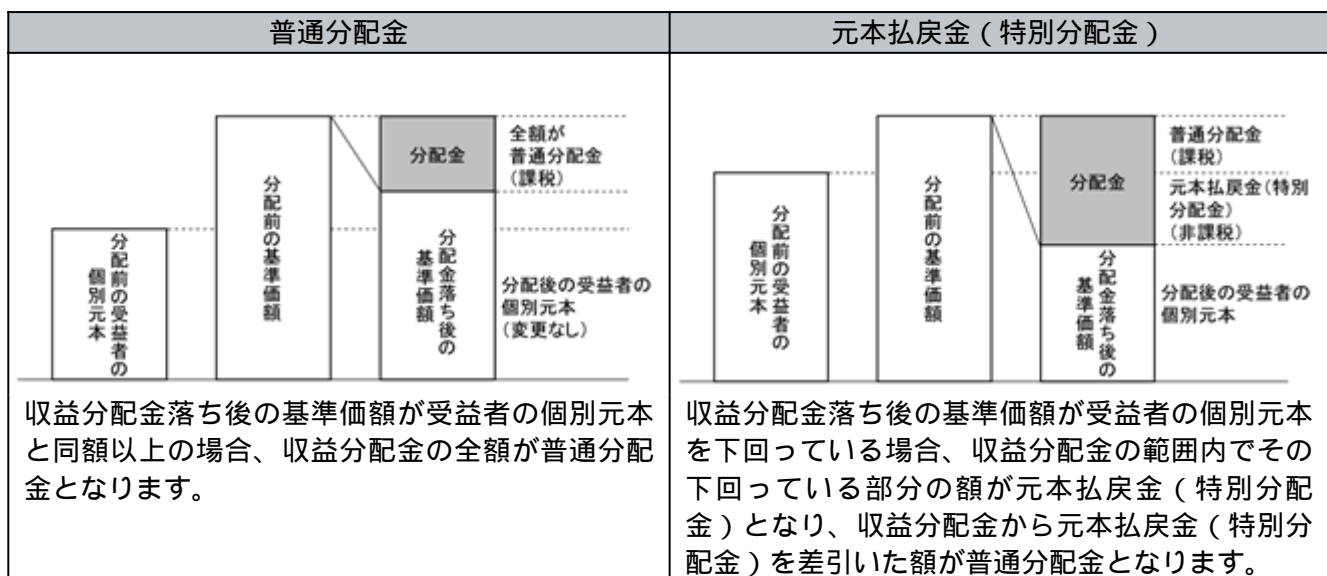 普通分配金
分配前の受益者の
個別元本
分配前の基準価額
分配金
分配金落ち後の
基準価額
全額が
普通分配金
(課税)
分配後の受益者の
個別元本
(変更なし)
収益分配金落ち後の基準価額が受益者の個別元本
と同額以上の場合、収益分配金の全額が普通分配
金となります。
元本払戻金（特別分配金）
分配前の受益者の
個別元本
分配前の基準価額
分配金
分配金落ち後の
基準価額
普通分配金
(課税)
元本払戻金(特別
分配金)
(非課税)
分配後の受益者の
個別元本
収益分配金落ち後の基準価額が受益者の個別元本
を下回っている場合、収益分配金の範囲内でその
下回っている部分の額が元本払戻金（特別分配
金）となり、収益分配金から元本払戻金（特別分
配金）を差引いた額が普通分配金となります。